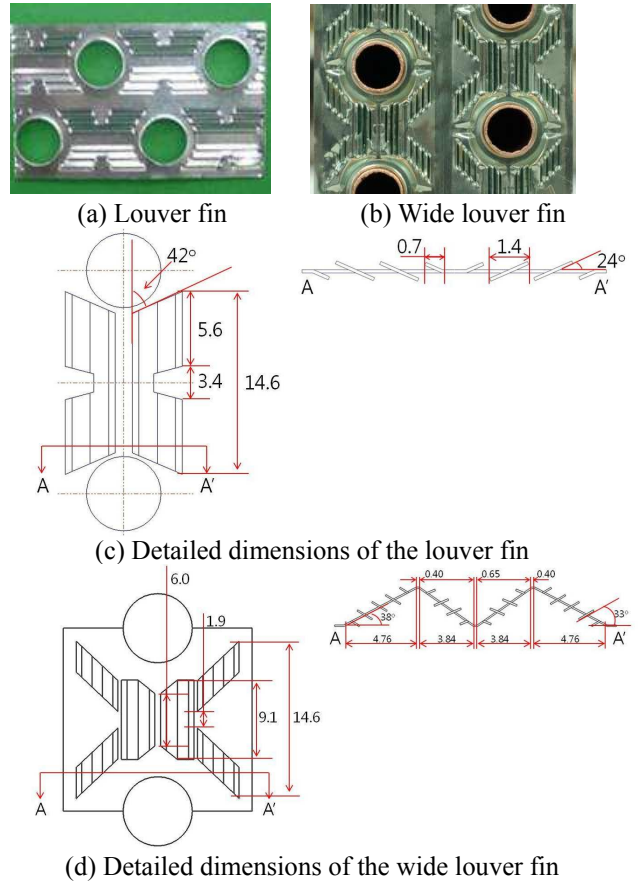 (a) Louver fin
(b) Wide louver fin
42°
5.6
3.4
14.6
A
A'
0.7
1.4
24°
A
A'
(c) Detailed dimensions of the louver fin
6.0
1.9
9.1
14.6
A
A'
0.40
0.65
0.40
38°
33°
A
A'
4.76
3.84
3.84
4.76
(d) Detailed dimensions of the wide louver fin